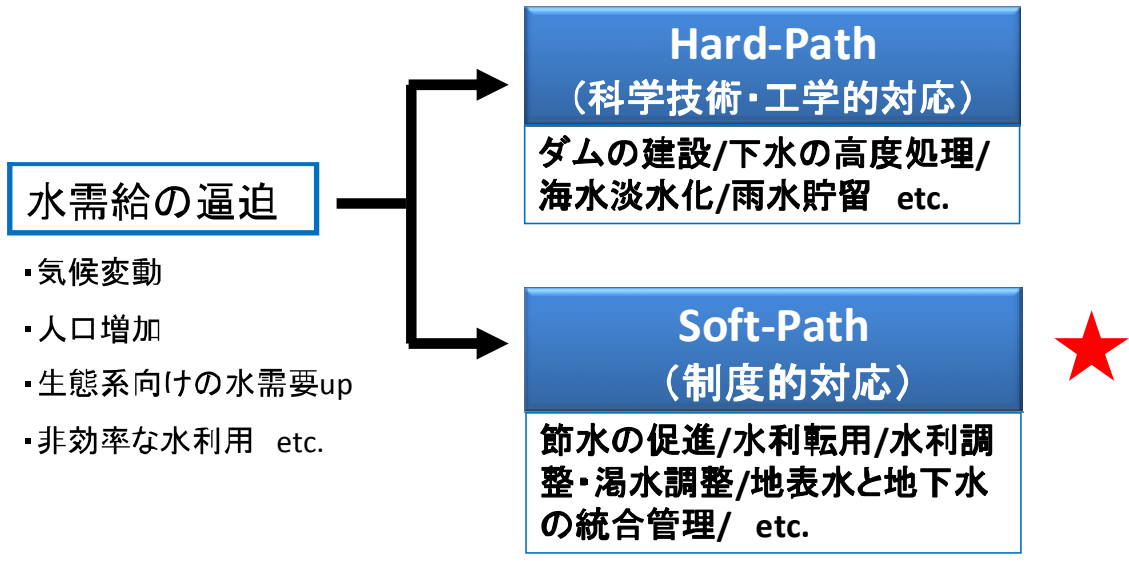 水需給の逼迫
・気候変動
・人口増加
・生態系向けの水需要up
・非効率な水利用 etc.
Hard-Path
（科学技術・工学的対応）
ダムの建設/下水の高度処理/
海水淡水化/雨水貯留 etc.
Soft-Path
（制度的対応）
節水の促進/水利転用/水利調
整・渇水調整/地表水と地下水
の統合管理/ etc.